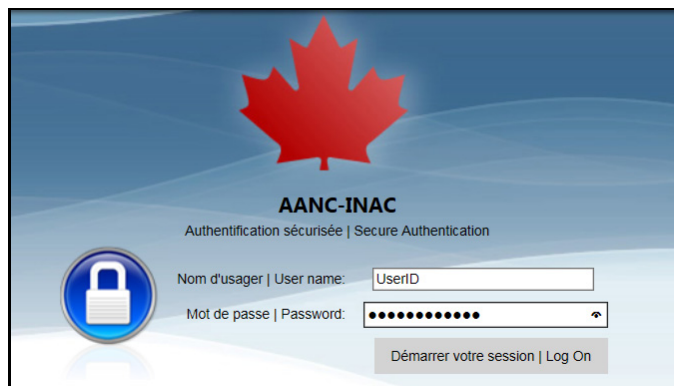 AANC-INAC
Authentification sécurisée | Secure Authentication
Nom d'usager | User name: UserID
Mot de passe | Password: ●●●●●●●●●●●●
Démarrer votre session | Log On